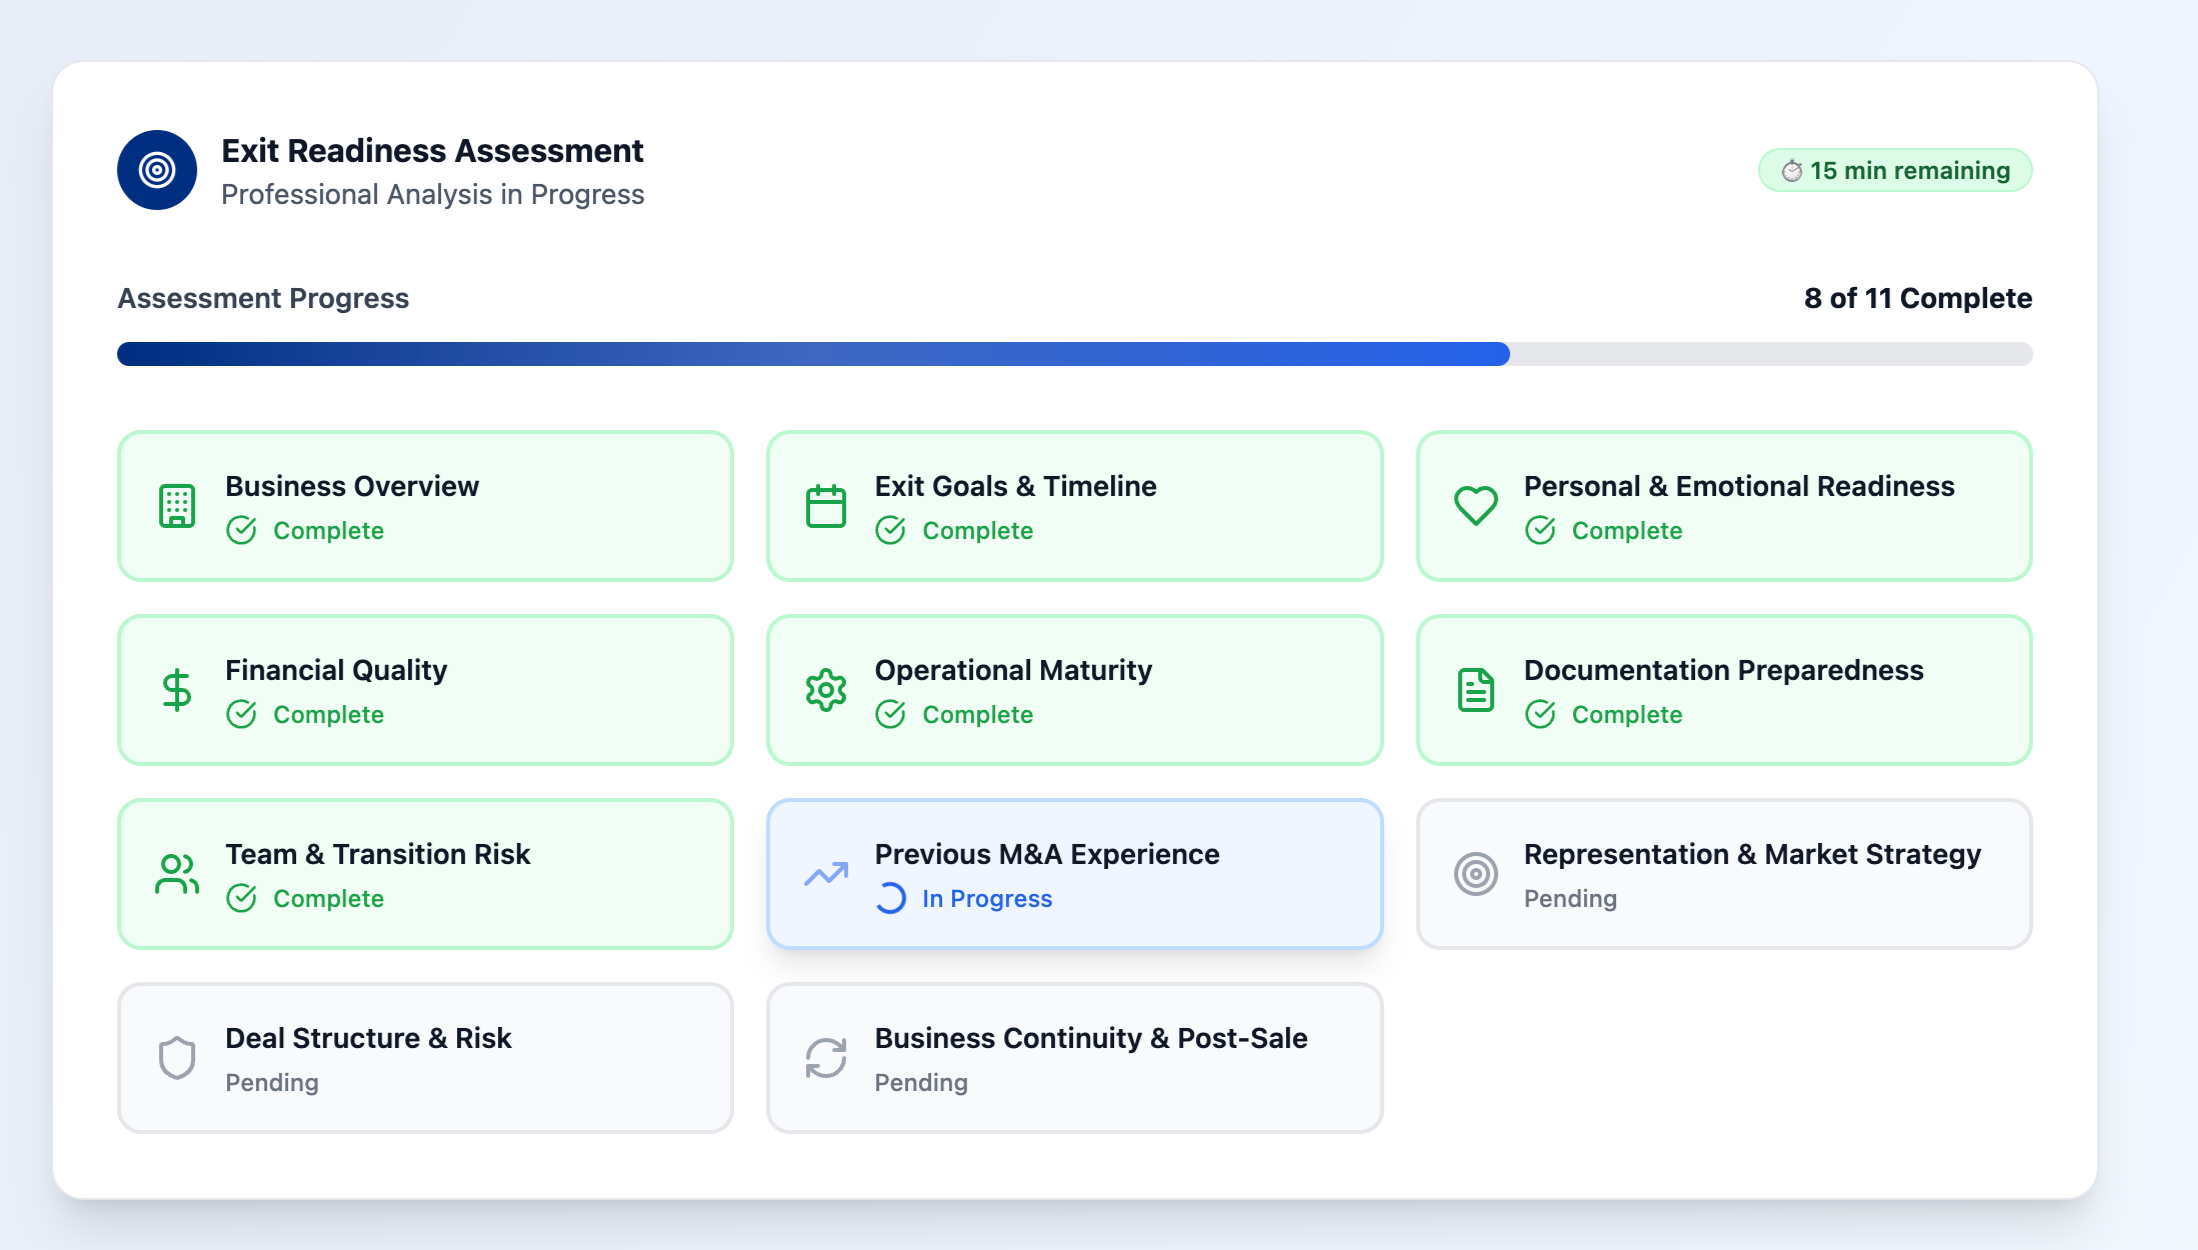 Exit Readiness Assessment
Professional Analysis in Progress
⏱ 15 min remaining
Assessment Progress
8 of 11 Complete
Business Overview
Complete
Exit Goals & Timeline
Complete
Personal & Emotional Readiness
Complete
Financial Quality
Complete
Operational Maturity
Complete
Documentation Preparedness
Complete
Team & Transition Risk
Complete
Previous M&A Experience
In Progress
Representation & Market Strategy
Pending
Deal Structure & Risk
Pending
Business Continuity & Post-Sale
Pending